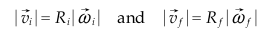 |v⃗ᵢ| = Rᵢ|ω⃗ᵢ| and |v⃗_f| = R_f|ω⃗_f|